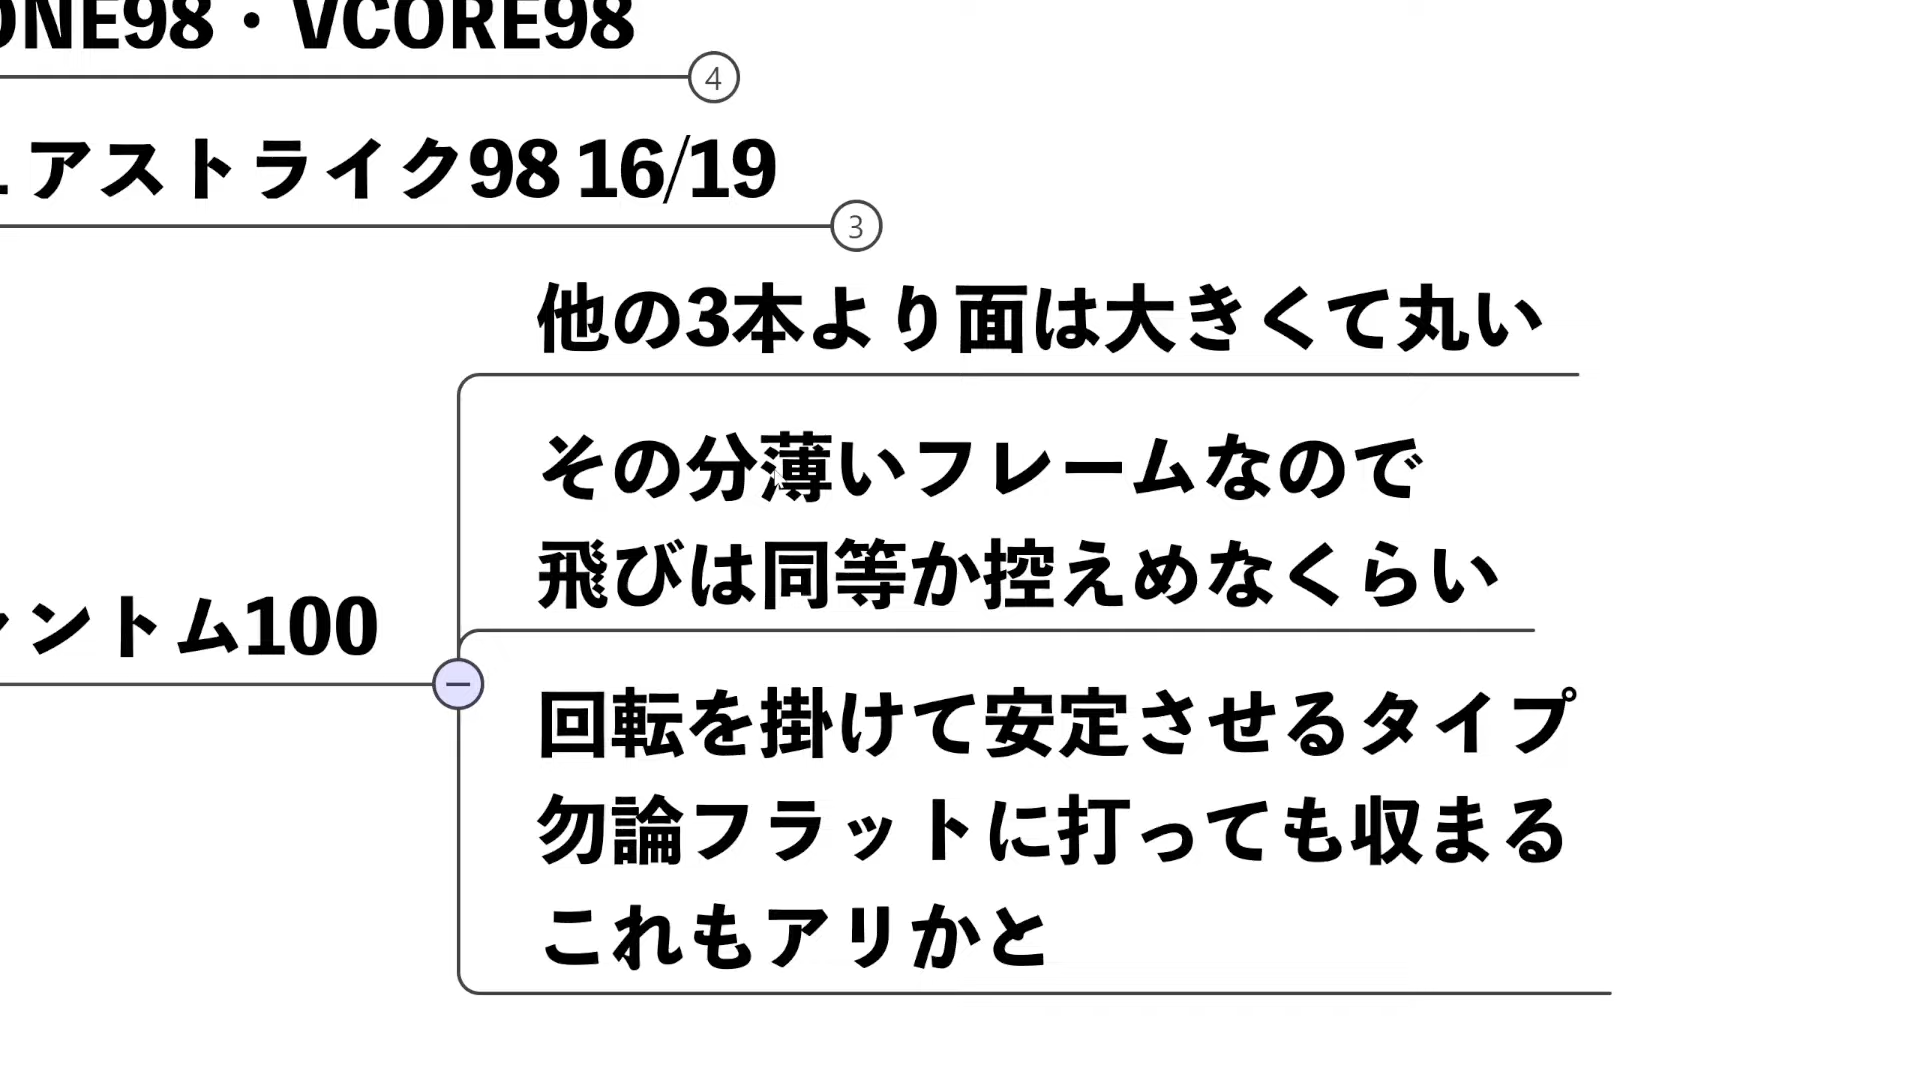 ONE98・VCORE98
4
アストライク98 16/19
3
他の3本より面は大きくて丸い
その分薄いフレームなので
飛びは同等か控えめなくらい
ントム100
回転を掛けて安定させるタイプ
勿論フラットに打っても収まる
これもアリかと